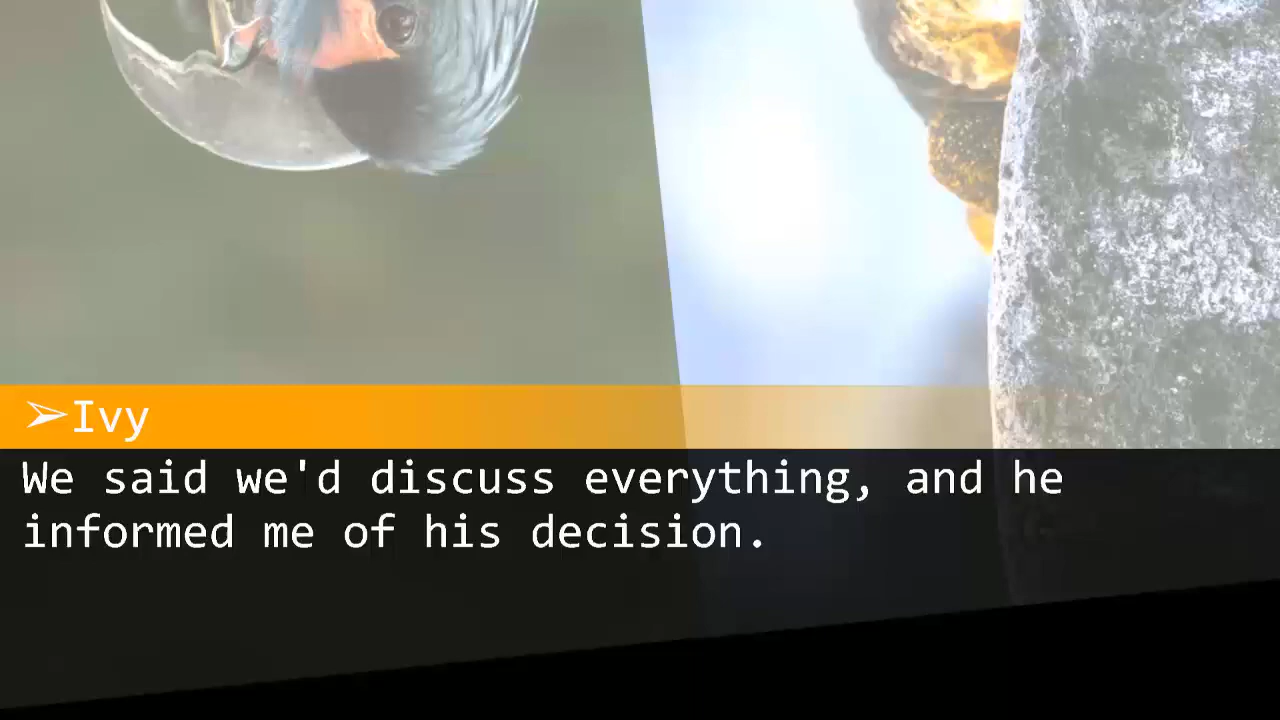 ➢Ivy
We said we'd discuss everything, and he
informed me of his decision.